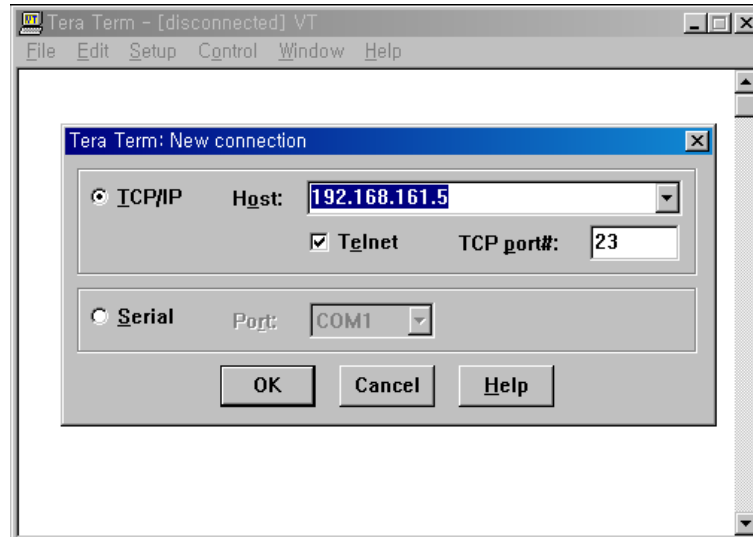 Tera Term - [disconnected] VT
File Edit Setup Control Window Help
Tera Term: New connection
TCP/IP Host: 192.168.161.5
Telnet TCP port#: 23
Serial Port: COM1
OK Cancel Help